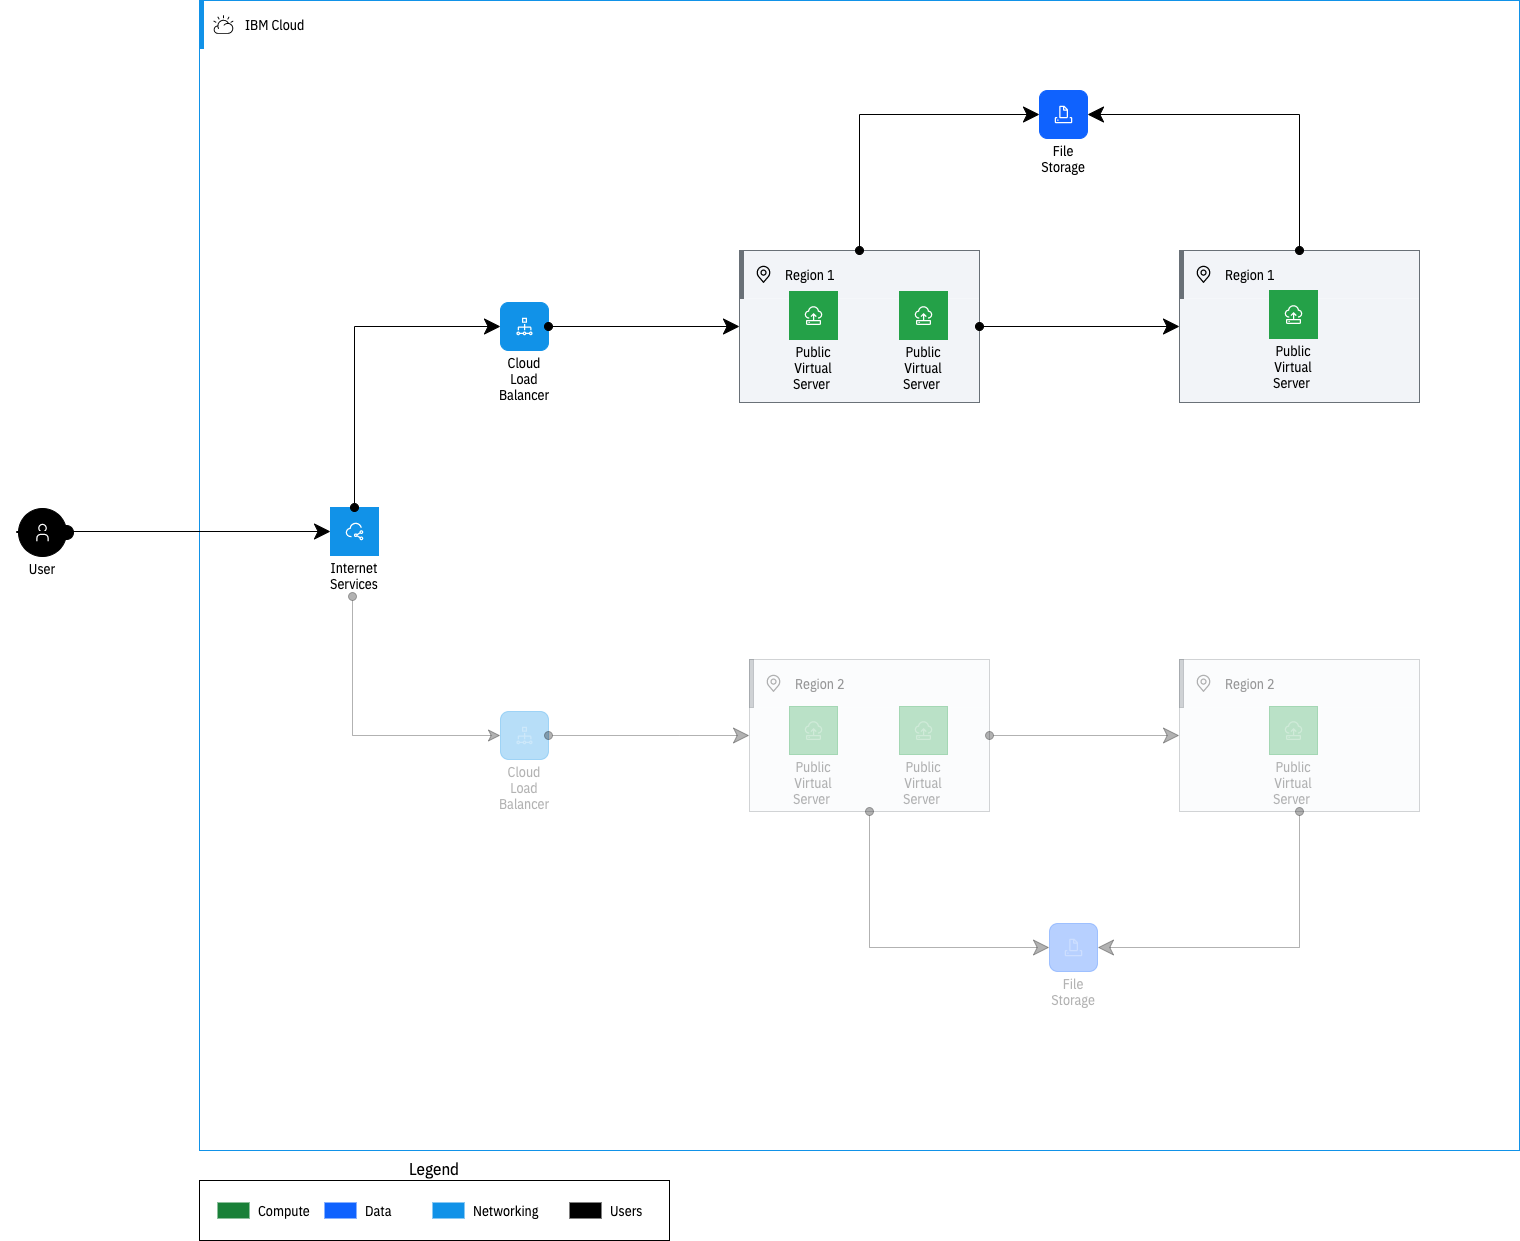 IBM Cloud
File
Storage
Region 1
Public
Virtual
Server
Public
Virtual
Server
Region 1
Public
Virtual
Server
Cloud
Load
Balancer
User
Internet
Services
Cloud
Load
Balancer
Region 2
Public
Virtual
Server
Public
Virtual
Server
Region 2
Public
Virtual
Server
File
Storage
Legend
Compute
Data
Networking
Users